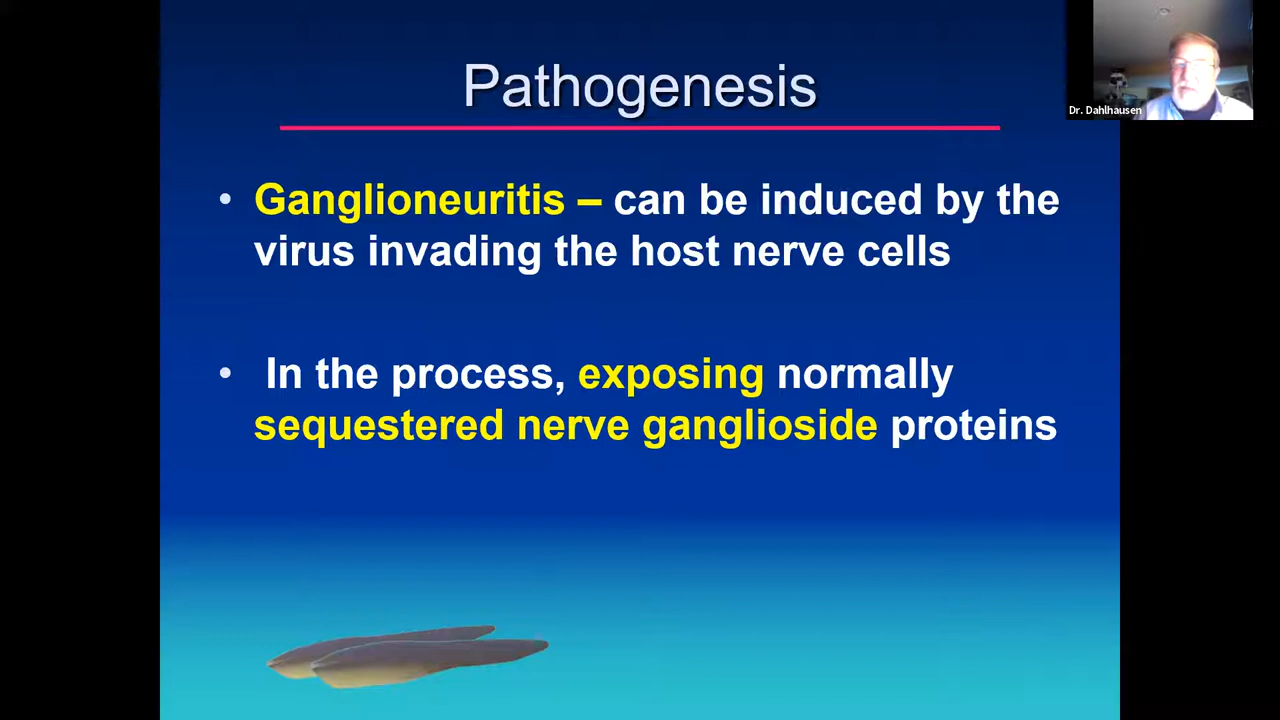 Pathogenesis
Dr. Dahlhausen
• Ganglioneuritis – can be induced by the
virus invading the host nerve cells
• In the process, exposing normally
sequestered nerve ganglioside proteins